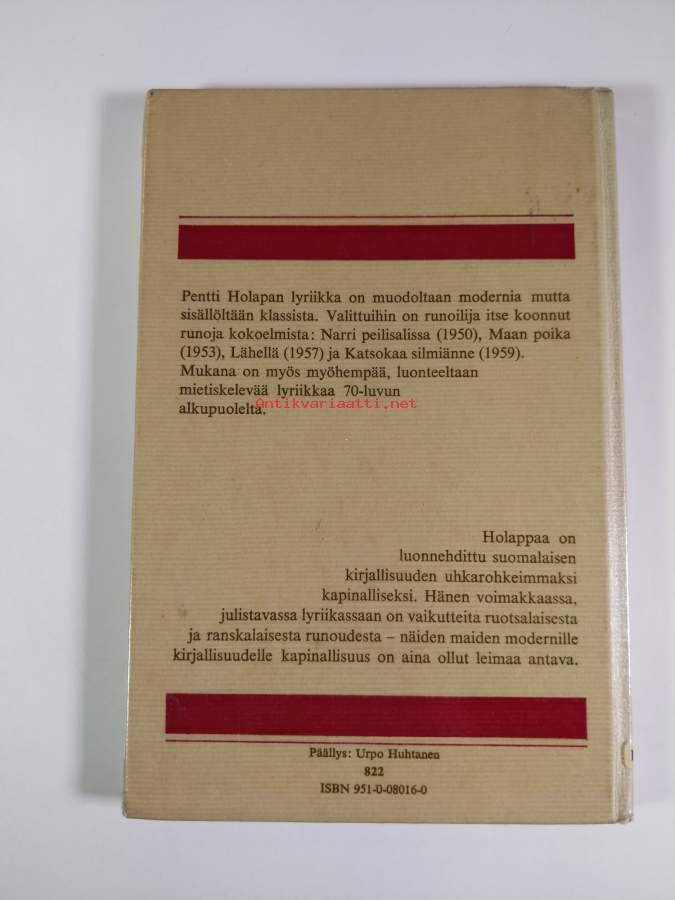 Pentti Holapan lyriikka on muodoltaan modernia mutta
sisällöltään klassista. Valittuihin on runoilija itse koonnut
runoja kokoelmista: Narri peilisalissa (1950), Maan poika
(1953), Lähellä (1957) ja Katsokaa silmiänne (1959).
Mukana on myös myöhempää, luonteeltaan
mietiskelevää lyriikkaa 70-luvun
alkupuolelta.
Antikvariaatti.net
Holappaa on
luonnehdittu suomalaisen
kirjallisuuden uhkarohkeimmaksi
kapinalliseksi. Hänen voimakkaassa,
julistavassa lyriikassaan on vaikutteita ruotsalaisesta
ja ranskalaisesta runoudesta – näiden maiden modernille
kirjallisuudelle kapinallisuus on aina ollut leimaa antava.
Päällys: Urpo Huhtanen
822
ISBN 951-0-08016-0